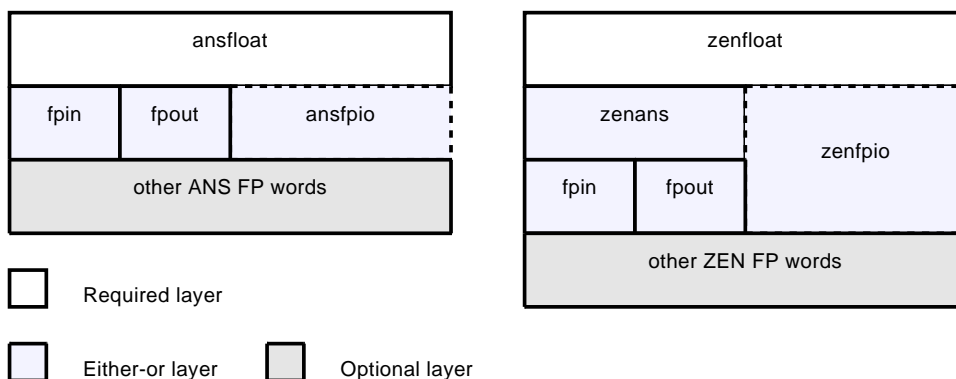 ansfloat
fpin fpout ansfpio
other ANS FP words
zenfloat
zenans
zenfpio
fpin fpout
other ZEN FP words
Required layer
Either-or layer
Optional layer